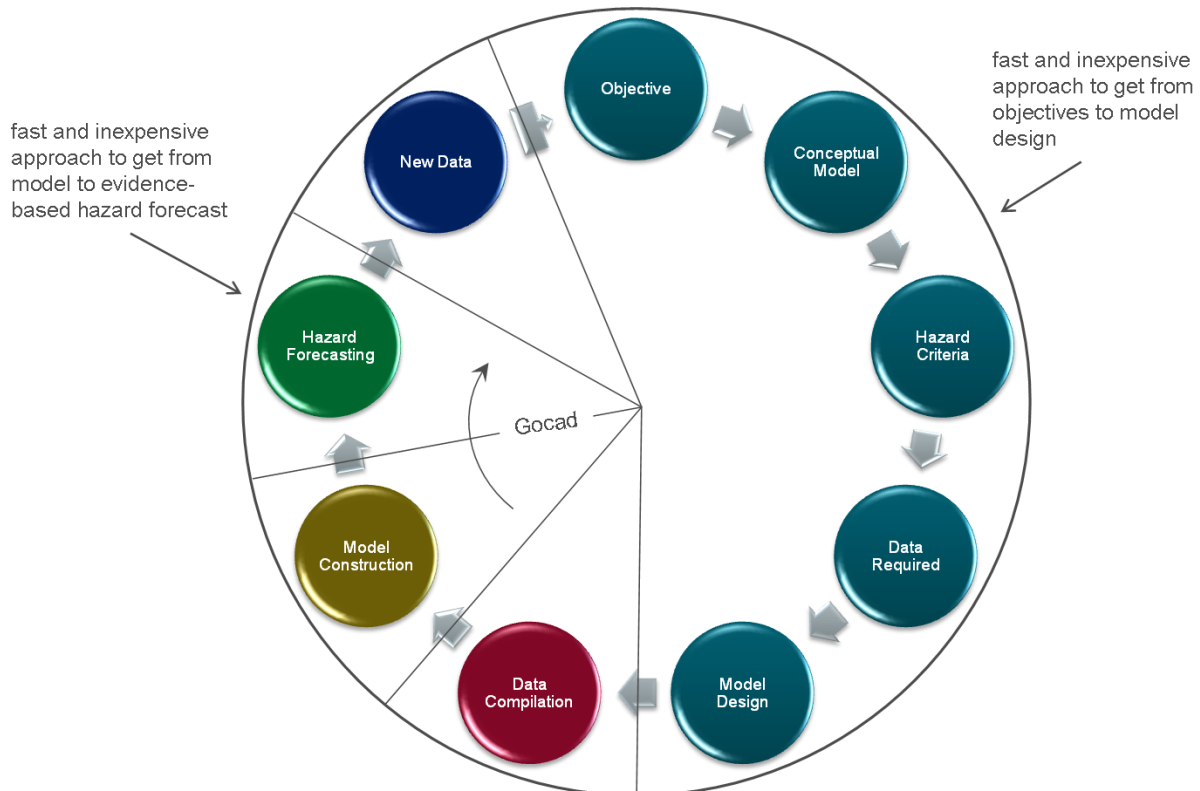 fast and inexpensive
approach to get from
objectives to model
design
fast and inexpensive
approach to get from
model to evidence-
based hazard forecast
Objective
Conceptual
Model
Hazard
Criteria
Data
Required
Model
Design
Data
Compilation
Model
Construction
Hazard
Forecasting
New Data
Gocad